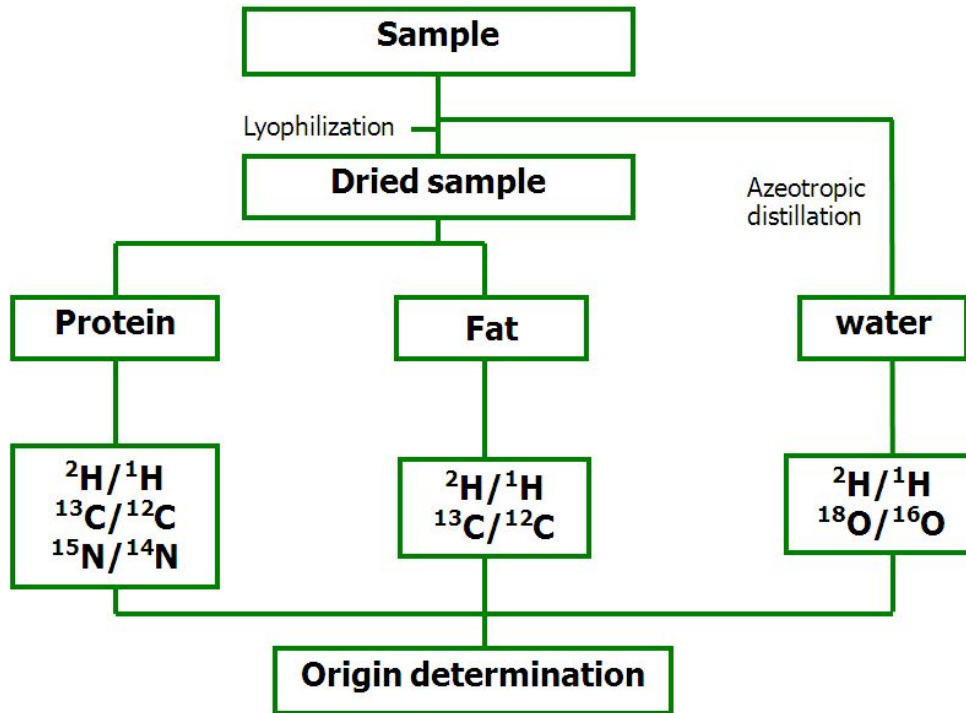 Sample
Lyophilization
Dried sample
Azeotropic
distillation
Protein
Fat
water
²H/¹H
¹³C/¹²C
¹⁵N/¹⁴N
²H/¹H
¹³C/¹²C
²H/¹H
¹⁸O/¹⁶O
Origin determination